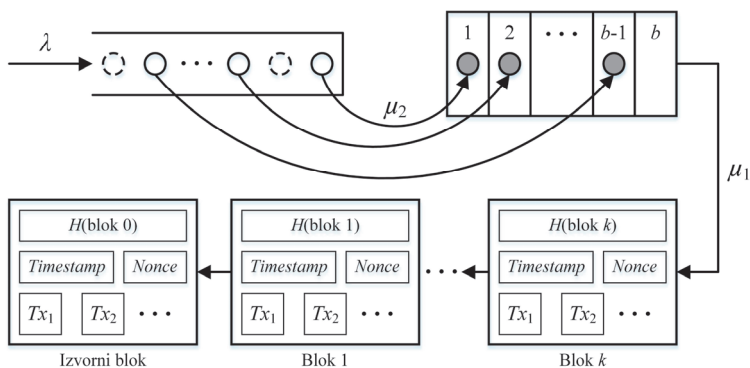 λ
1 2 ··· b-1 b
···
μ₂
μ₁
H(blok 0) H(blok 1) H(blok k)
Timestamp Nonce Timestamp Nonce ··· Timestamp Nonce
Tx₁ Tx₂ ··· Tx₁ Tx₂ ··· Tx₁ Tx₂ ···
Izvorni blok Blok 1 Blok k